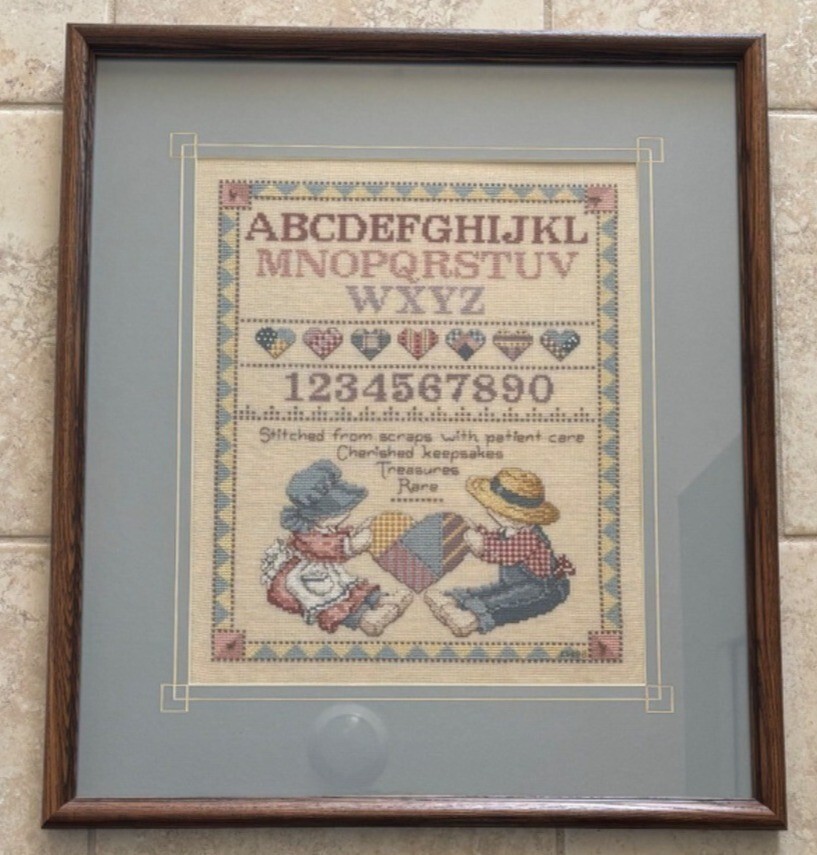 ABCDEFGHIJKL
MNOPQRSTUV
WXYZ
1234567890
Stitched from scraps with patient care
Cherished keepsakes
Treasures
Rare